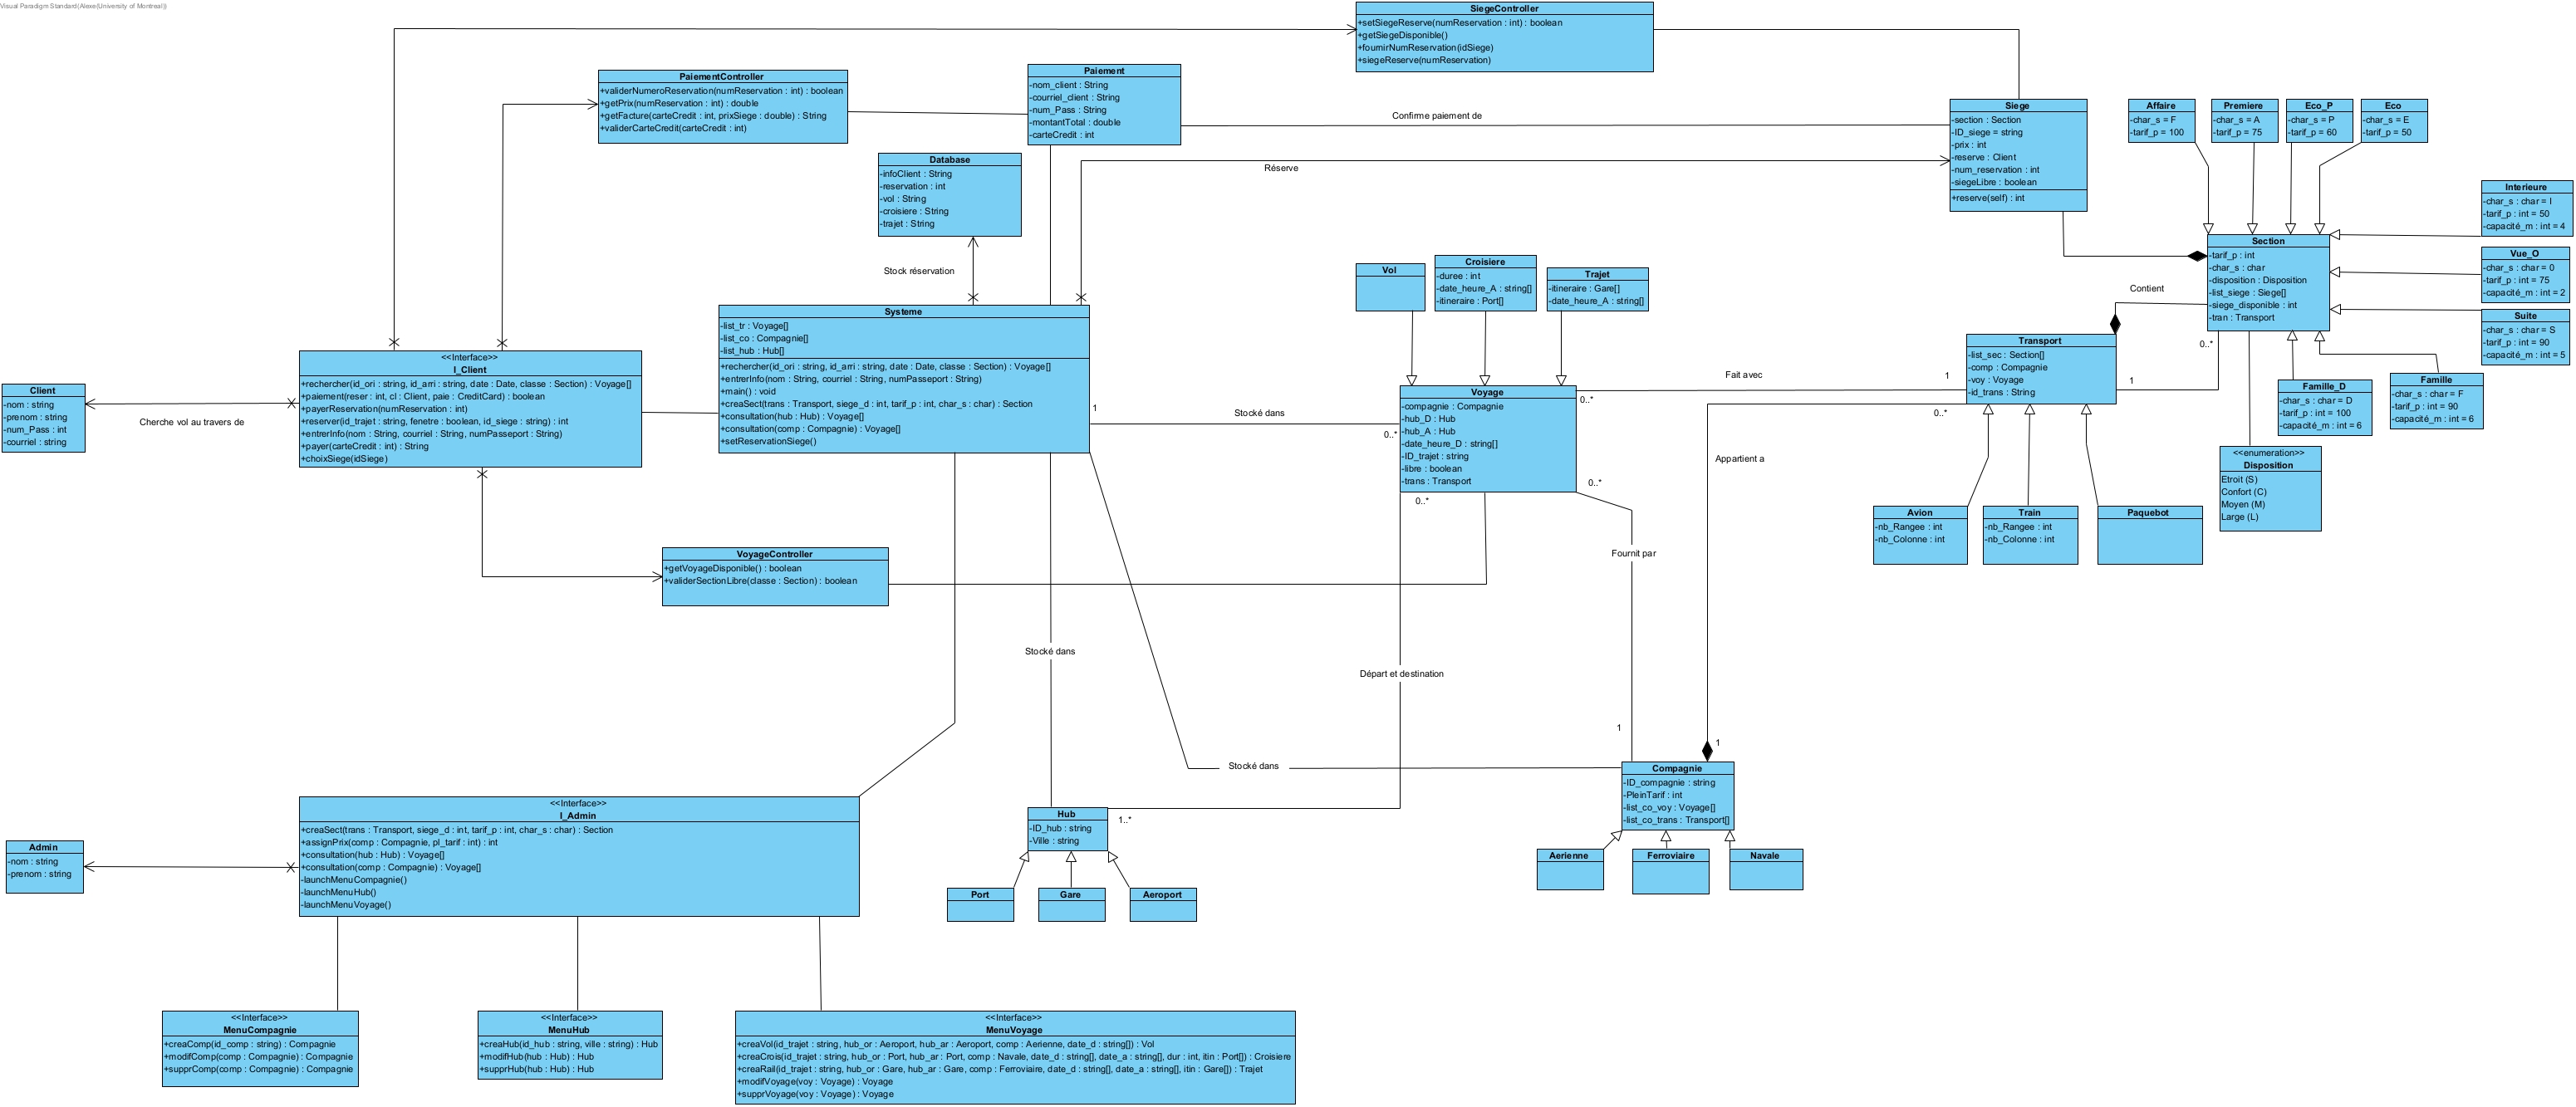 Visual Paradigm Standard(Alexe(University of Montreal))
SiegeController
+setSiegeReserve(numReservation : int) : boolean
+getSiegeDisponible()
+fournirNumReservation(idSiege)
+siegeReserve(numReservation)
PaiementController
+validerNumeroReservation(numReservation : int) : boolean
+getPrix(numReservation : int) : double
+getFacture(carteCredit : int, prixSiege : double) : String
+validerCarteCredit(carteCredit : int)
Paiement
-nom_client : String
-courriel_client : String
-num_Pass : String
-montantTotal : double
-carteCredit : int
Confirme paiement de
Siege
-section : Section
-ID_siege = string
-prix : int
-reserve : Client
-num_reservation : int
-siegeLibre : boolean
+reserve(self) : int
Affaire
-char_s = F
-tarif_p = 100
Premiere
-char_s = A
-tarif_p = 75
Eco_P
-char_s = P
-tarif_p = 60
Eco
-char_s = E
-tarif_p = 50
Database
-infoClient : String
-reservation : int
-vol : String
-croisiere : String
-trajet : String
Réserve
Interieure
-char_s : char = I
-tarif_p : int = 50
-capacité_m : int = 4
Section
-tarif_p : int
-char_s : char
-disposition : Disposition
-list_siege : Siege[]
-siege_disponible : int
-tran : Transport
Vue_O
-char_s : char = 0
-tarif_p : int = 75
-capacité_m : int = 2
Suite
-char_s : char = S
-tarif_p : int = 90
-capacité_m : int = 5
Stock réservation
Vol
Croisiere
-duree : int
-date_heure_A : string[]
-itineraire : Port[]
Trajet
-itineraire : Gare[]
-date_heure_A : string[]
Contient
0..*
1
Systeme
-list_tr : Voyage[]
-list_co : Compagnie[]
-list_hub : Hub[]
+rechercher(id_ori : string, id_arri : string, date : Date, classe : Section) : Voyage[]
+entrerInfo(nom : String, courriel : String, numPasseport : String)
+main() : void
+creaSect(trans : Transport, siege_d : int, tarif_p : int, char_s : char) : Section
+consultation(hub : Hub) : Voyage[]
+consultation(comp : Compagnie) : Voyage[]
+setReservationSiege()
<<Interface>>
I_Client
+rechercher(id_ori : string, id_arri : string, date : Date, classe : Section) : Voyage[]
+paiement(reser : int, cl : Client, paie : CreditCard) : boolean
+payerReservation(numReservation : int)
+reserver(id_trajet : string, fenetre : boolean, id_siege : string) : int
+entrerInfo(nom : String, courriel : String, numPasseport : String)
+payer(carteCredit : int) : String
+choixSiege(idSiege)
Client
-nom : string
-prenom : string
-num_Pass : int
-courriel : string
Cherche vol au travers de
1
Stocké dans
0..*
Voyage
-compagnie : Compagnie
-hub_D : Hub
-hub_A : Hub
-date_heure_D : string[]
-ID_trajet : string
-libre : boolean
-trans : Transport
0..*
Fait avec
1
Transport
-list_sec : Section[]
-comp : Compagnie
-voy : Voyage
-id_trans : String
0..*
Famille_D
-char_s : char = D
-tarif_p : int = 100
-capacité_m : int = 6
Famille
-char_s : char = F
-tarif_p : int = 90
-capacité_m : int = 6
<<enumeration>>
Disposition
Etroit (S)
Confort (C)
Moyen (M)
Large (L)
Appartient a
0..*
0..*
Avion
-nb_Rangee : int
-nb_Colonne : int
Train
-nb_Rangee : int
-nb_Colonne : int
Paquebot
VoyageController
+getVoyageDisponible() : boolean
+validerSectionLibre(classe : Section) : boolean
Fournit par
Stocké dans
Départ et destination
1
1
Stocké dans
Compagnie
-ID_compagnie : string
-PleinTarif : int
-list_co_voy : Voyage[]
-list_co_trans : Transport[]
Aerienne
Ferroviaire
Navale
Hub
-ID_hub : string
-Ville : string
1..*
Port
Gare
Aeroport
<<Interface>>
I_Admin
+creaSect(trans : Transport, siege_d : int, tarif_p : int, char_s : char) : Section
+assignPrix(comp : Compagnie, pl_tarif : int) : int
+consultation(hub : Hub) : Voyage[]
+consultation(comp : Compagnie) : Voyage[]
-launchMenuCompagnie()
-launchMenuHub()
-launchMenuVoyage()
Admin
-nom : string
-prenom : string
<<Interface>>
MenuCompagnie
+creaComp(id_comp : string) : Compagnie
+modifComp(comp : Compagnie) : Compagnie
+supprComp(comp : Compagnie) : Compagnie
<<Interface>>
MenuHub
+creaHub(id_hub : string, ville : string) : Hub
+modifHub(hub : Hub) : Hub
+supprHub(hub : Hub) : Hub
<<Interface>>
MenuVoyage
+creaVol(id_trajet : string, hub_or : Aeroport, hub_ar : Aeroport, comp : Aerienne, date_d : string[]) : Vol
+creaCrois(id_trajet : string, hub_or : Port, hub_ar : Port, comp : Navale, date_d : string[], date_a : string[], dur : int, itin : Port[]) : Croisiere
+creaRail(id_trajet : string, hub_or : Gare, hub_ar : Gare, comp : Ferroviaire, date_d : string[], date_a : string[], itin : Gare[]) : Trajet
+modifVoyage(voy : Voyage) : Voyage
+supprVoyage(voy : Voyage) : Voyage